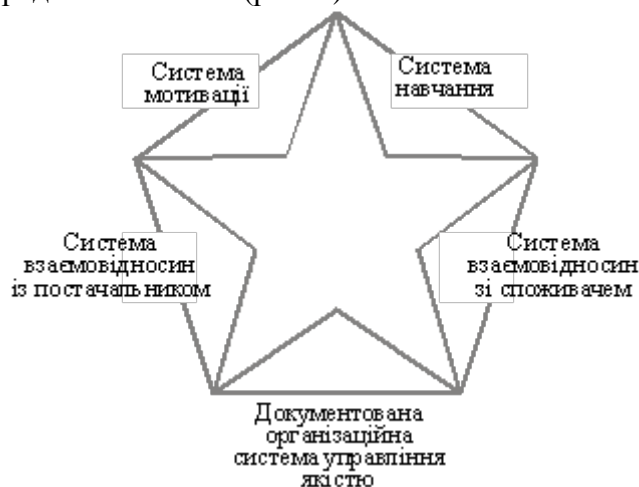 Система
мотивації
Система
навчання
Система
взаємовідносин
із постачальником
Система
взаємовідносин
зі споживачем
Документована
організаційна
система управління
якістю